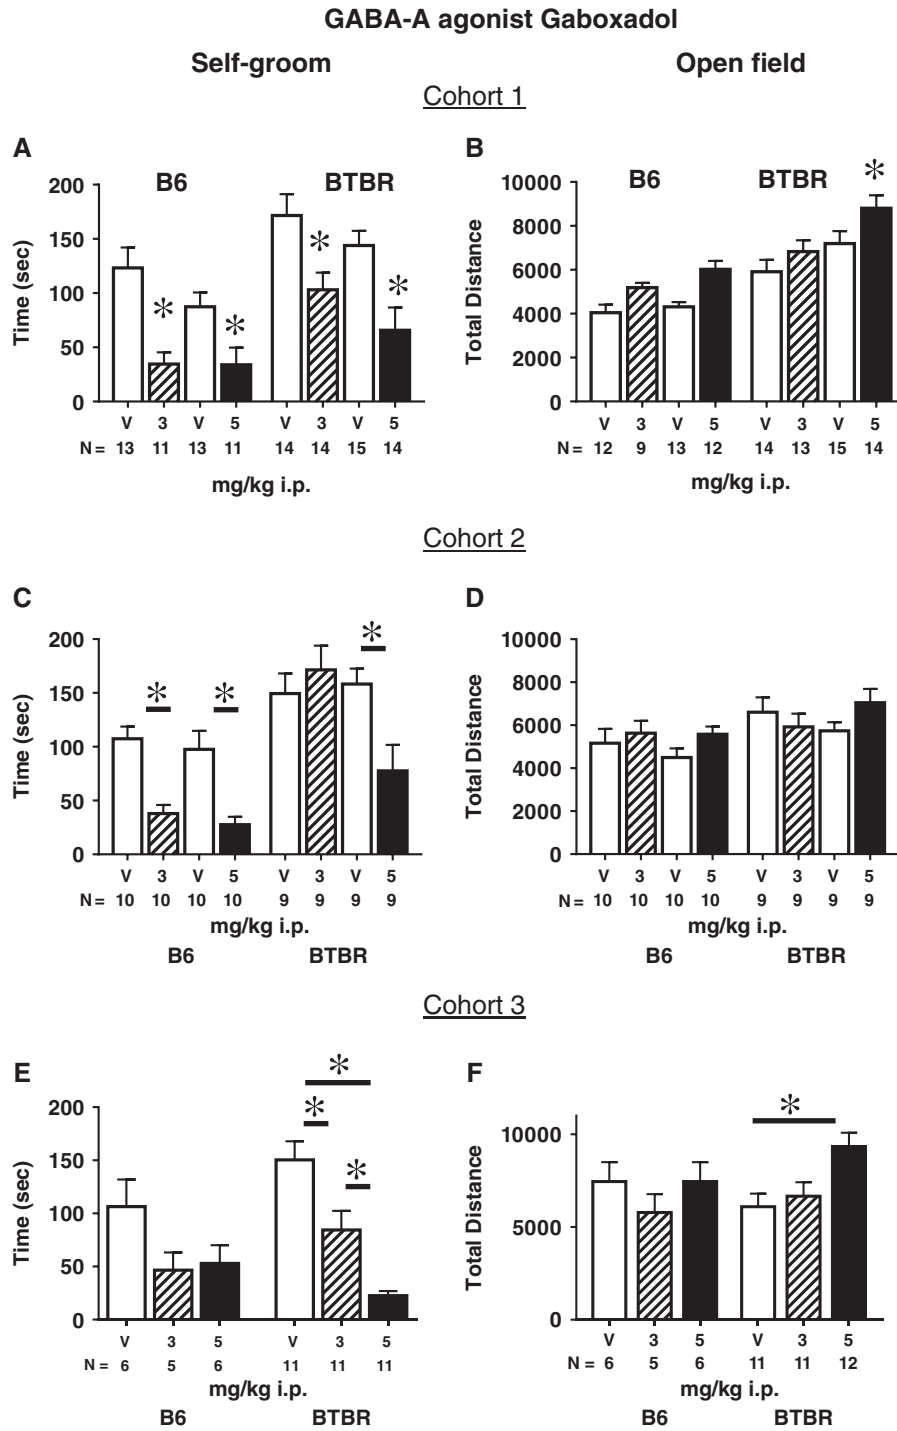 GABA-A agonist Gaboxadol
Self-groom Open field
Cohort 1
A B
B6 BTBR
Time (sec)
200
150
100
50
0
* * * *
V 3 V 5 V 3 V 5
N = 13 11 13 11 14 14 15 14
mg/kg i.p.
B6 BTBR *
Total Distance
10000
8000
6000
4000
2000
0
V 3 V 5 V 3 V 5
N = 12 9 13 12 14 13 15 14
mg/kg i.p.
Cohort 2
C D
Time (sec)
200
150
100
50
0
* * *
V 3 V 5 V 3 V 5
N = 10 10 10 10 9 9 9 9
mg/kg i.p.
B6 BTBR
Total Distance
10000
8000
6000
4000
2000
0
V 3 V 5 V 3 V 5
N = 10 10 10 10 9 9 9 9
mg/kg i.p.
B6 BTBR
Cohort 3
E F
Time (sec)
200
150
100
50
0
*
*
*
V 3 5 V 3 5
N = 6 5 6 11 11 11
mg/kg i.p.
B6 BTBR
Total Distance
10000
5000
0
*
V 3 5 V 3 5
N = 6 5 6 11 11 12
mg/kg i.p.
B6 BTBR